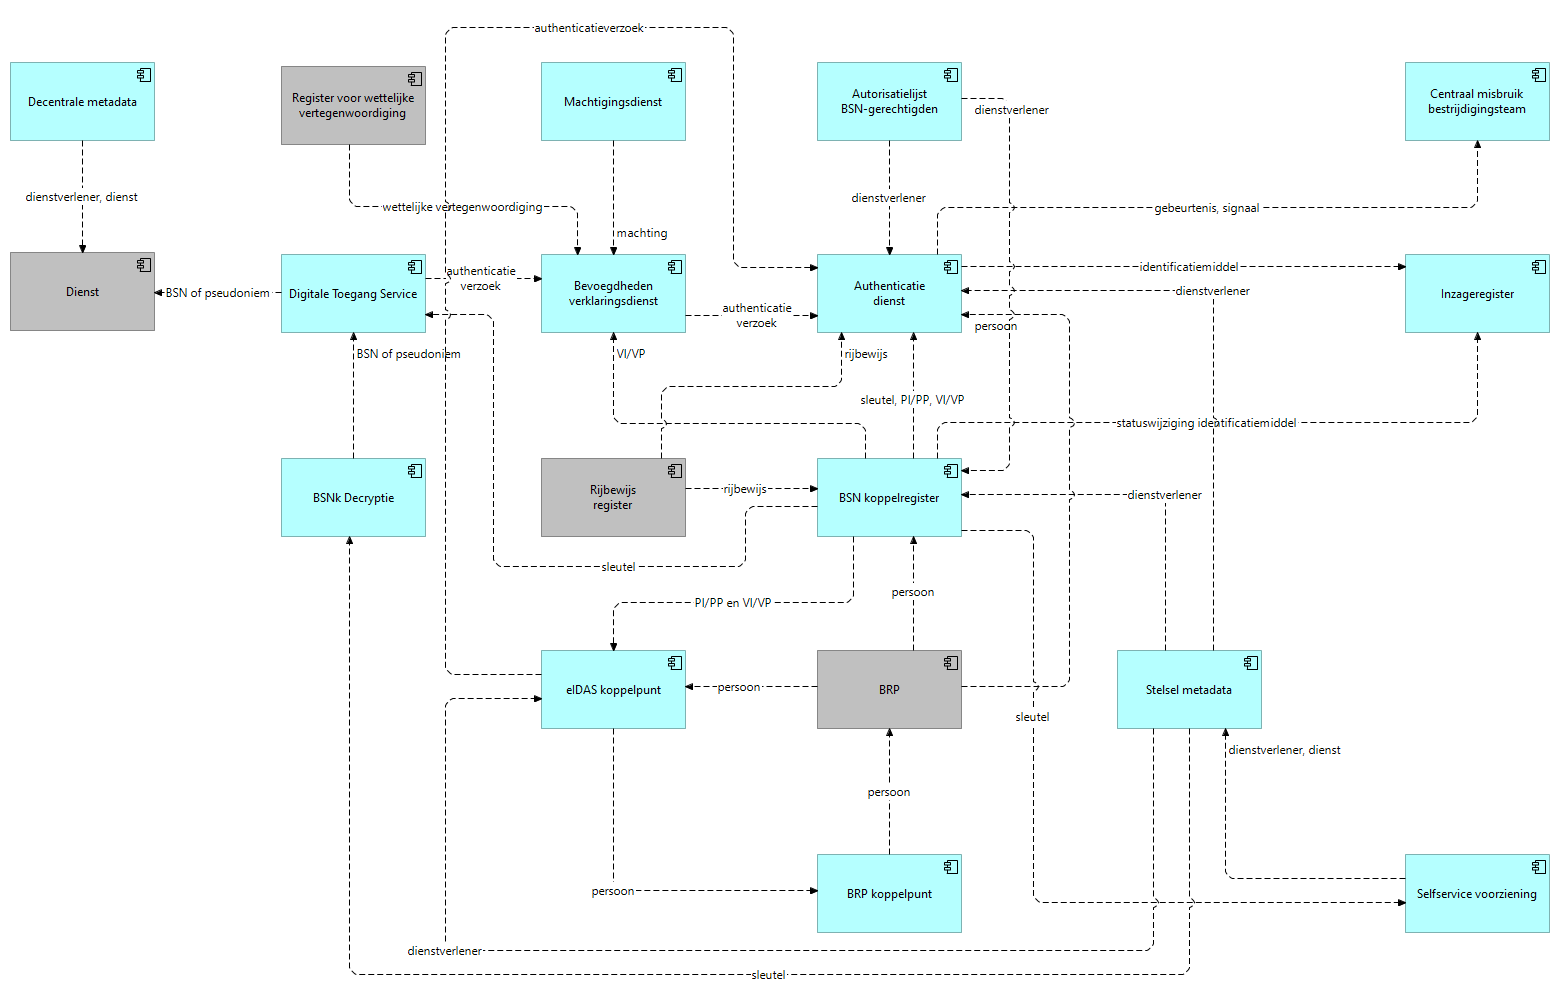 authenticatieverzoek
Decentrale metadata
Register voor wettelijke
vertegenwoordiging
Machtigingsdienst
Autorisatielijst
BSN-gerechtigden
dienstverlener
Centraal misbruik
bestrijdigingsteam
dienstverlener, dienst
wettelijke vertegenwoordiging
machting
dienstverlener
gebeurtenis, signaal
Dienst
BSN of pseudoniem
Digitale Toegang Service
authenticatie
verzoek
Bevoegdheden
verklaringsdienst
authenticatie
verzoek
Authenticatie
dienst
identificatiemiddel
dienstverlener
persoon
Inzageregister
BSN of pseudoniem
VI/VP
rijbewijs
sleutel, PI/PP, VI/VP
statuswijziging identificatiemiddel
BSNk Decryptie
Rijbewijs
register
rijbewijs
BSN koppelregister
dienstverlener
sleutel
PI/PP en VI/VP
persoon
eIDAS koppelpunt
persoon
BRP
sleutel
Stelsel metadata
dienstverlener, dienst
persoon
persoon
BRP koppelpunt
Selfservice voorziening
dienstverlener
sleutel